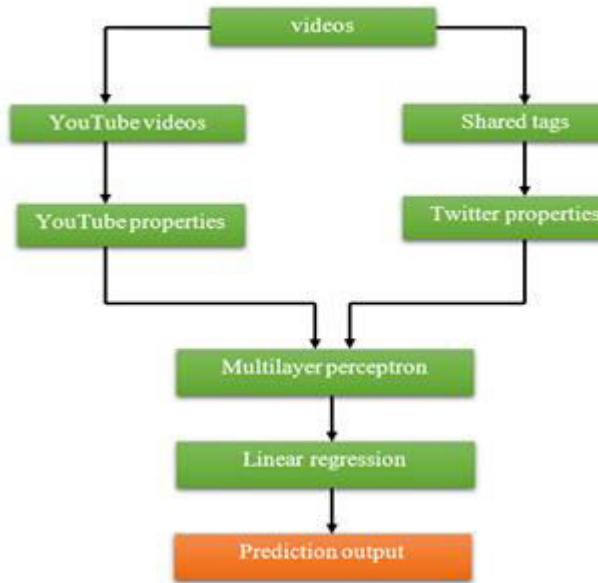 videos
YouTube videos
Shared tags
YouTube properties
Twitter properties
Multilayer perceptron
Linear regression
Prediction output